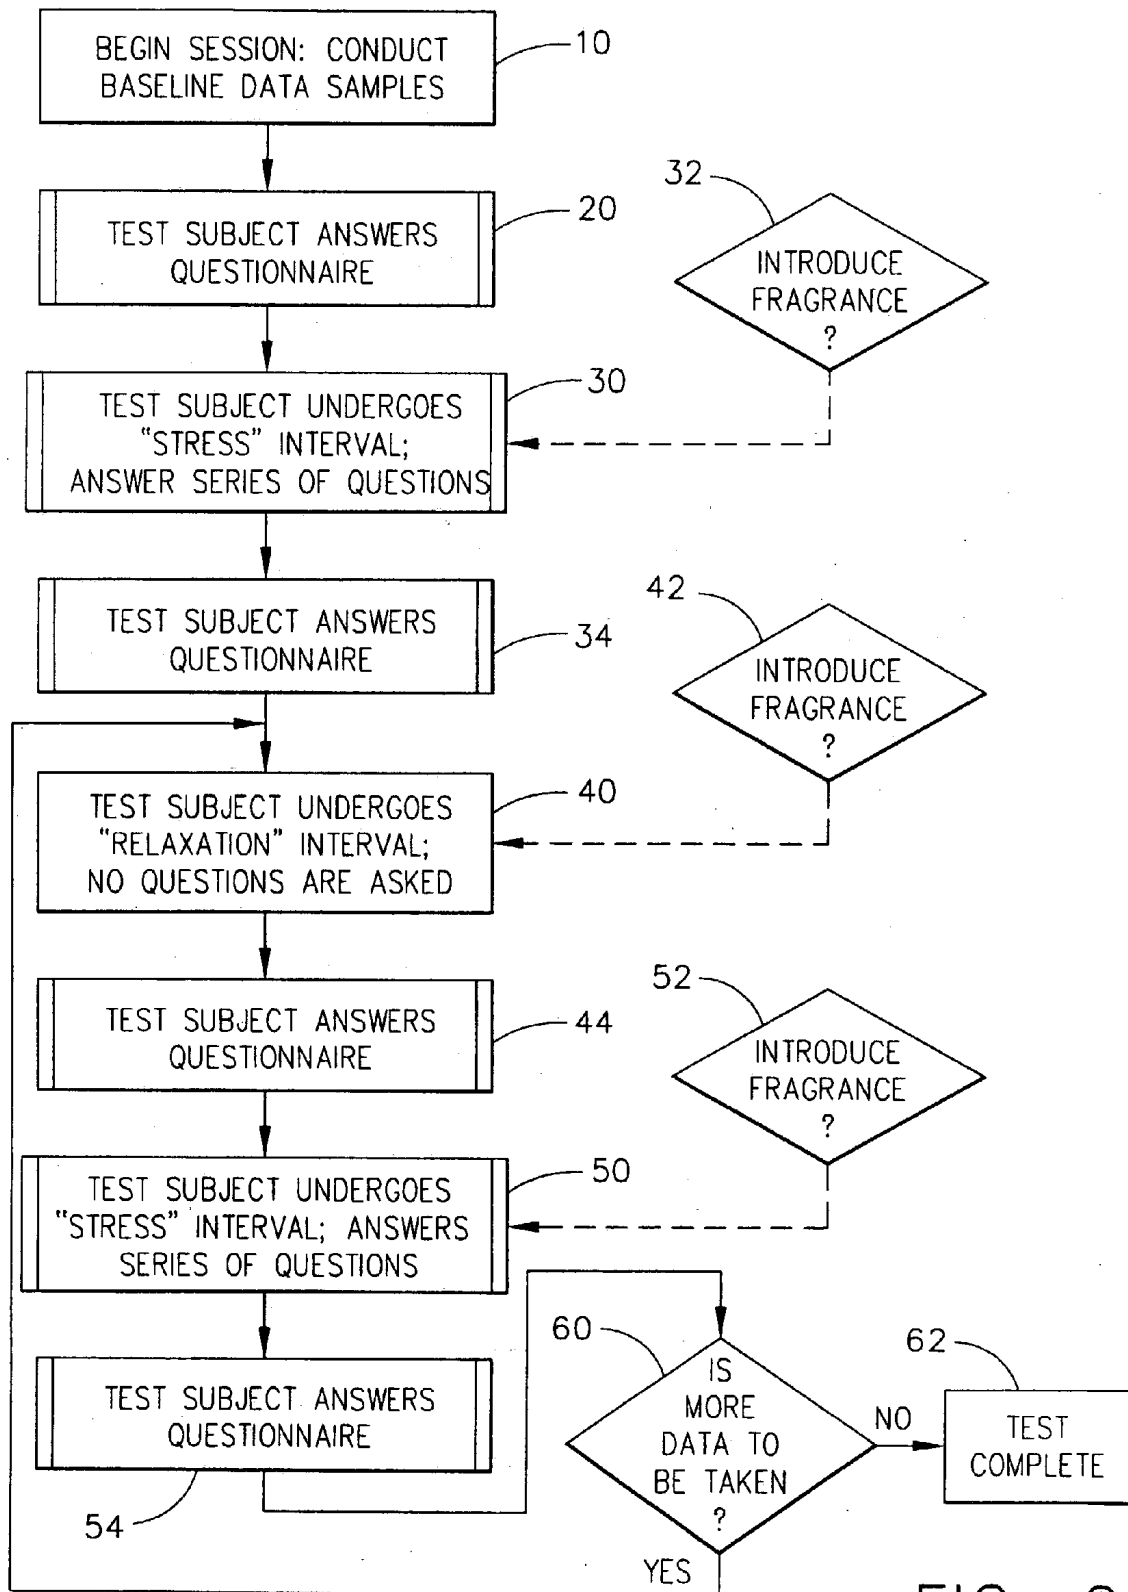 BEGIN SESSION: CONDUCT
BASELINE DATA SAMPLES
10
TEST SUBJECT ANSWERS
QUESTIONNAIRE
20
32
INTRODUCE
FRAGRANCE
?
TEST SUBJECT UNDERGOES
"STRESS" INTERVAL;
ANSWER SERIES OF QUESTIONS
30
TEST SUBJECT ANSWERS
QUESTIONNAIRE
34
42
INTRODUCE
FRAGRANCE
?
TEST SUBJECT UNDERGOES
"RELAXATION" INTERVAL;
NO QUESTIONS ARE ASKED
40
TEST SUBJECT ANSWERS
QUESTIONNAIRE
44
52
INTRODUCE
FRAGRANCE
?
TEST SUBJECT UNDERGOES
"STRESS" INTERVAL; ANSWERS
SERIES OF QUESTIONS
50
TEST SUBJECT ANSWERS
QUESTIONNAIRE
54
60
IS
MORE
DATA TO
BE TAKEN
?
NO
YES
62
TEST
COMPLETE